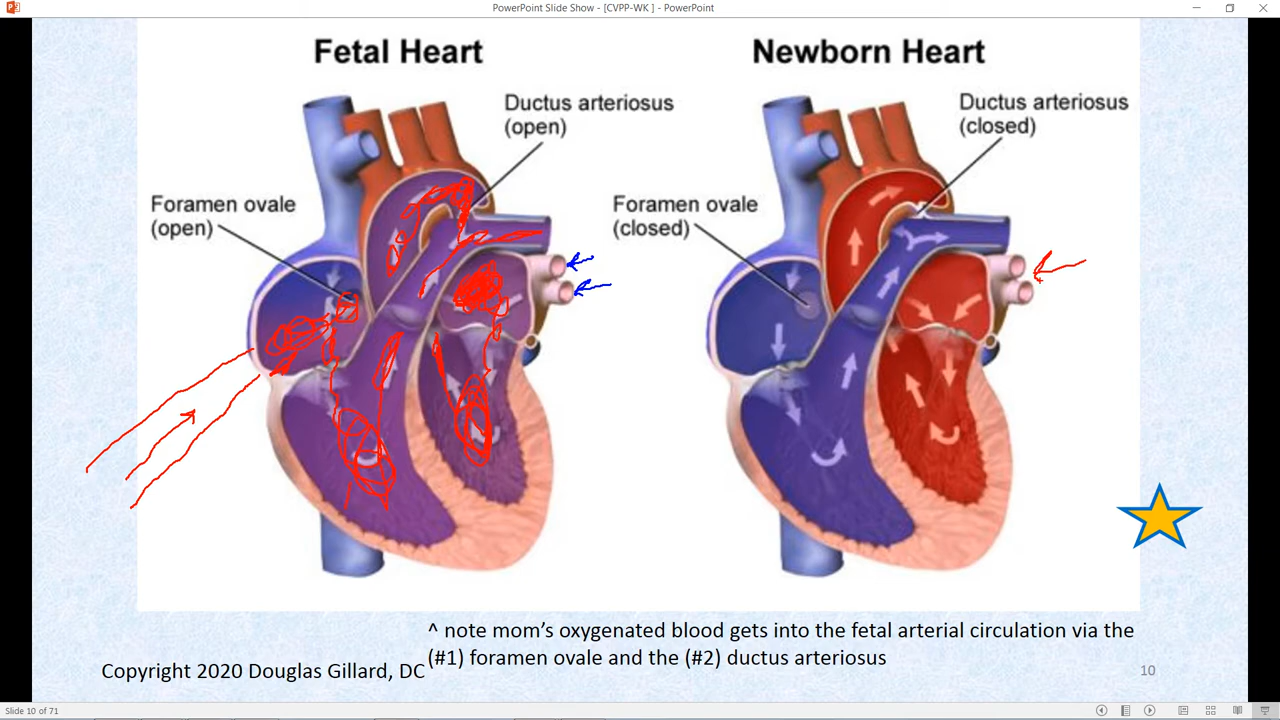 PowerPoint Slide Show - [CVPP-WK ] - PowerPoint
Fetal Heart
Newborn Heart
Ductus arteriosus
(open)
Ductus arteriosus
(closed)
Foramen ovale
(open)
Foramen ovale
(closed)
^ note mom’s oxygenated blood gets into the fetal arterial circulation via the
(#1) foramen ovale and the (#2) ductus arteriosus
Copyright 2020 Douglas Gillard, DC
10
Slide 10 of 71